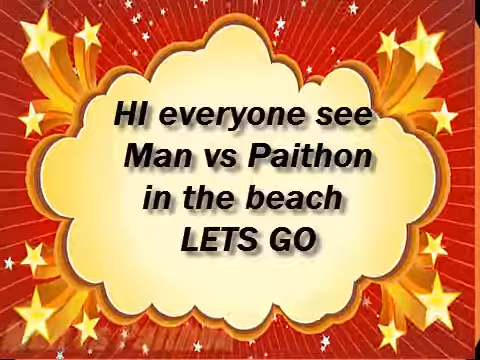 HI everyone see
Man vs Paithon
in the beach
LETS GO